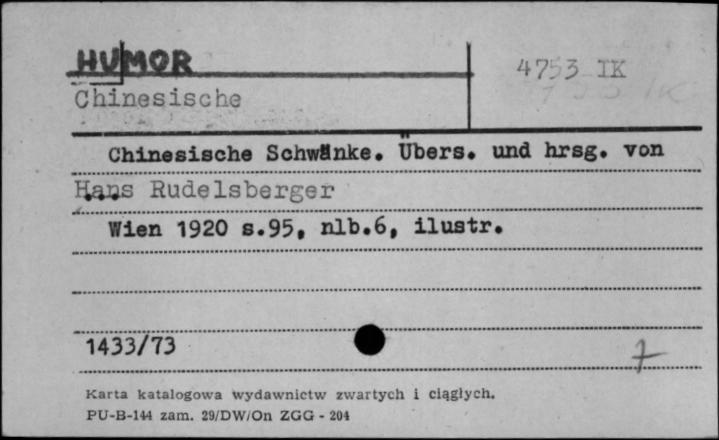 HUMOR
4753 IK
Chinesische
Chinesische Schwänke. Übers. und hrsg. von
Hans Rudelsberger
Wien 1920 s.95, nlb.6, ilustr.
1433/73
7
Karta katalogowa wydawnictw zwartych i ciągłych.
PU-B-144 zam. 29/DW/On ZGG - 204